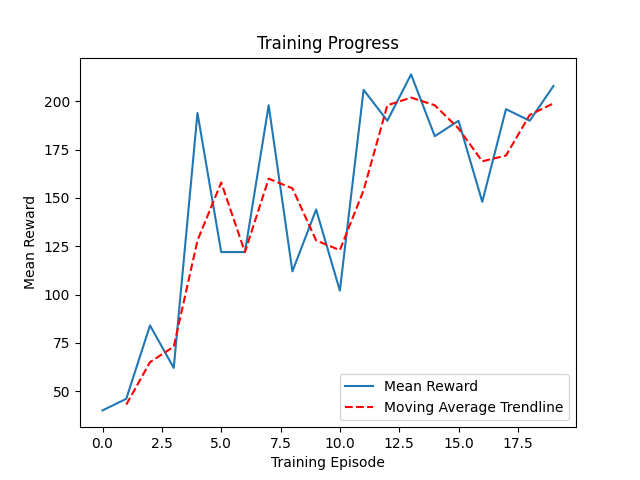 Training Progress
Mean Reward
200
175
150
125
100
75
50
Mean Reward
Moving Average Trendline
0.0 2.5 5.0 7.5 10.0 12.5 15.0 17.5
Training Episode